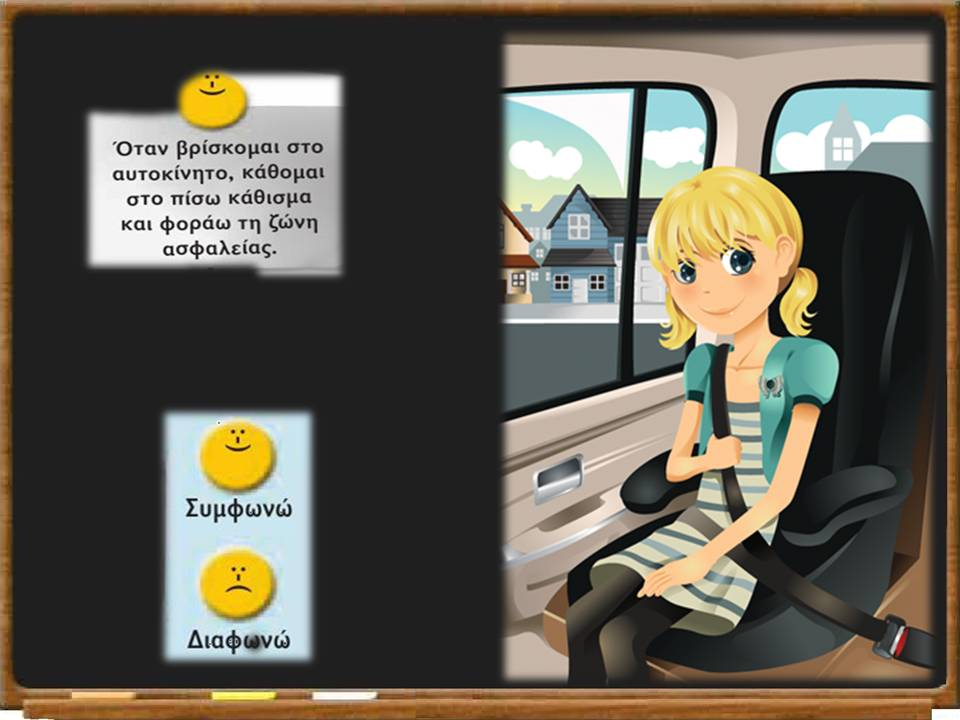 Όταν βρίσκομαι στο
αυτοκίνητο, κάθομαι
στο πίσω κάθισμα
και φοράω τη ζώνη
ασφαλείας.
Συμφωνώ
Διαφωνώ